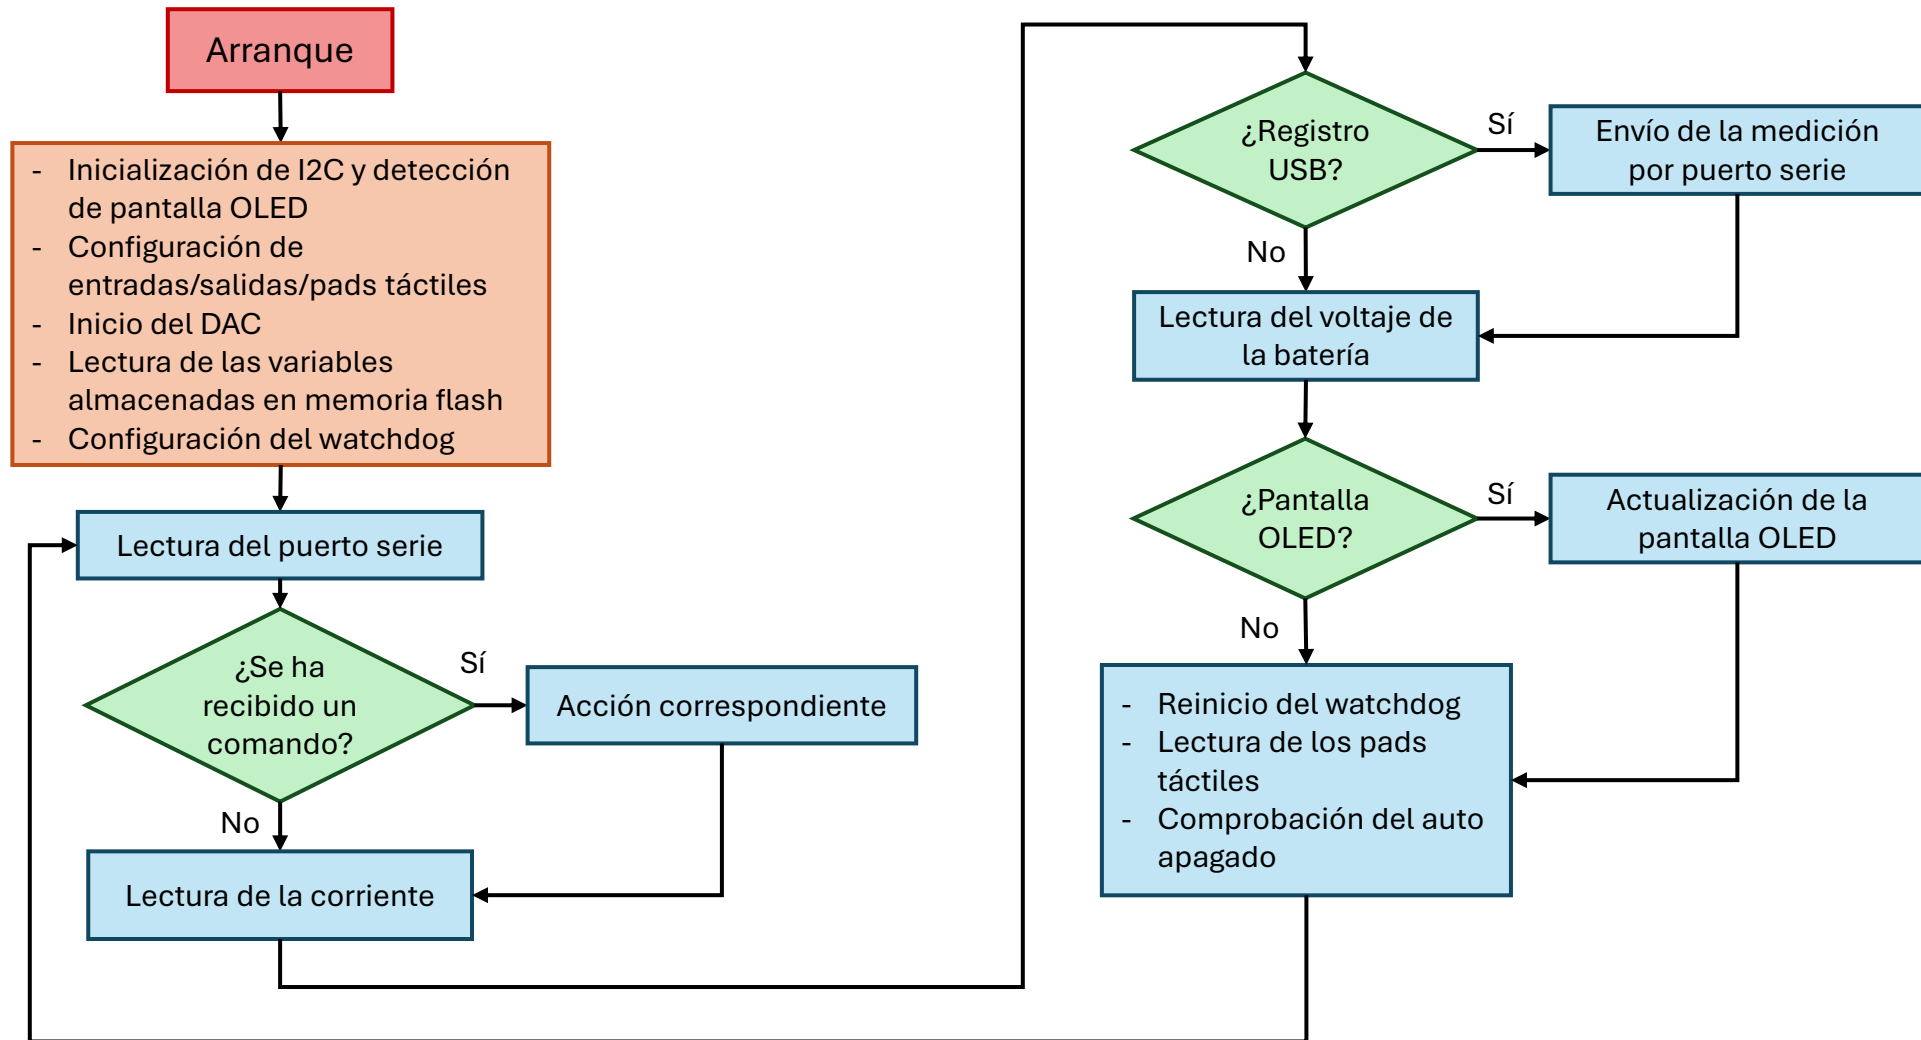 Arranque
- Inicialización de I2C y detección
de pantalla OLED
- Configuración de
entradas/salidas/pads táctiles
- Inicio del DAC
- Lectura de las variables
almacenadas en memoria flash
- Configuración del watchdog
Lectura del puerto serie
¿Se ha
recibido un
comando?
Sí
Acción correspondiente
No
Lectura de la corriente
¿Registro
USB?
Sí
Envío de la medición
por puerto serie
No
Lectura del voltaje de
la batería
¿Pantalla
OLED?
Sí
Actualización de la
pantalla OLED
No
- Reinicio del watchdog
- Lectura de los pads
táctiles
- Comprobación del auto
apagado